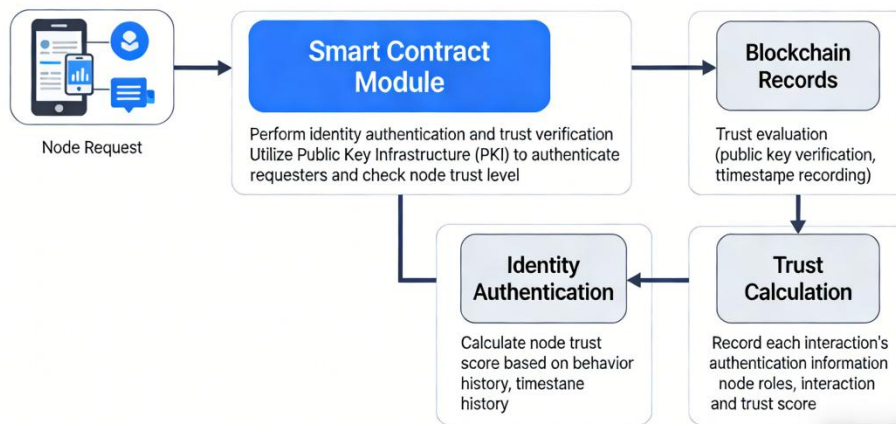 Smart Contract
Module
Blockchain
Records
Node Request
Perform identity authentication and trust verification
Utilize Public Key Infrastructure (PKI) to authenticate
requesters and check node trust level
Trust evaluation
(public key verification,
ttimestarpe recording)
Identity
Authentication
Trust
Calculation
Calculate node trust
score based on behavior
history, timestane
history
Record each interaction's
authentication information
node roles, interaction
and trust score